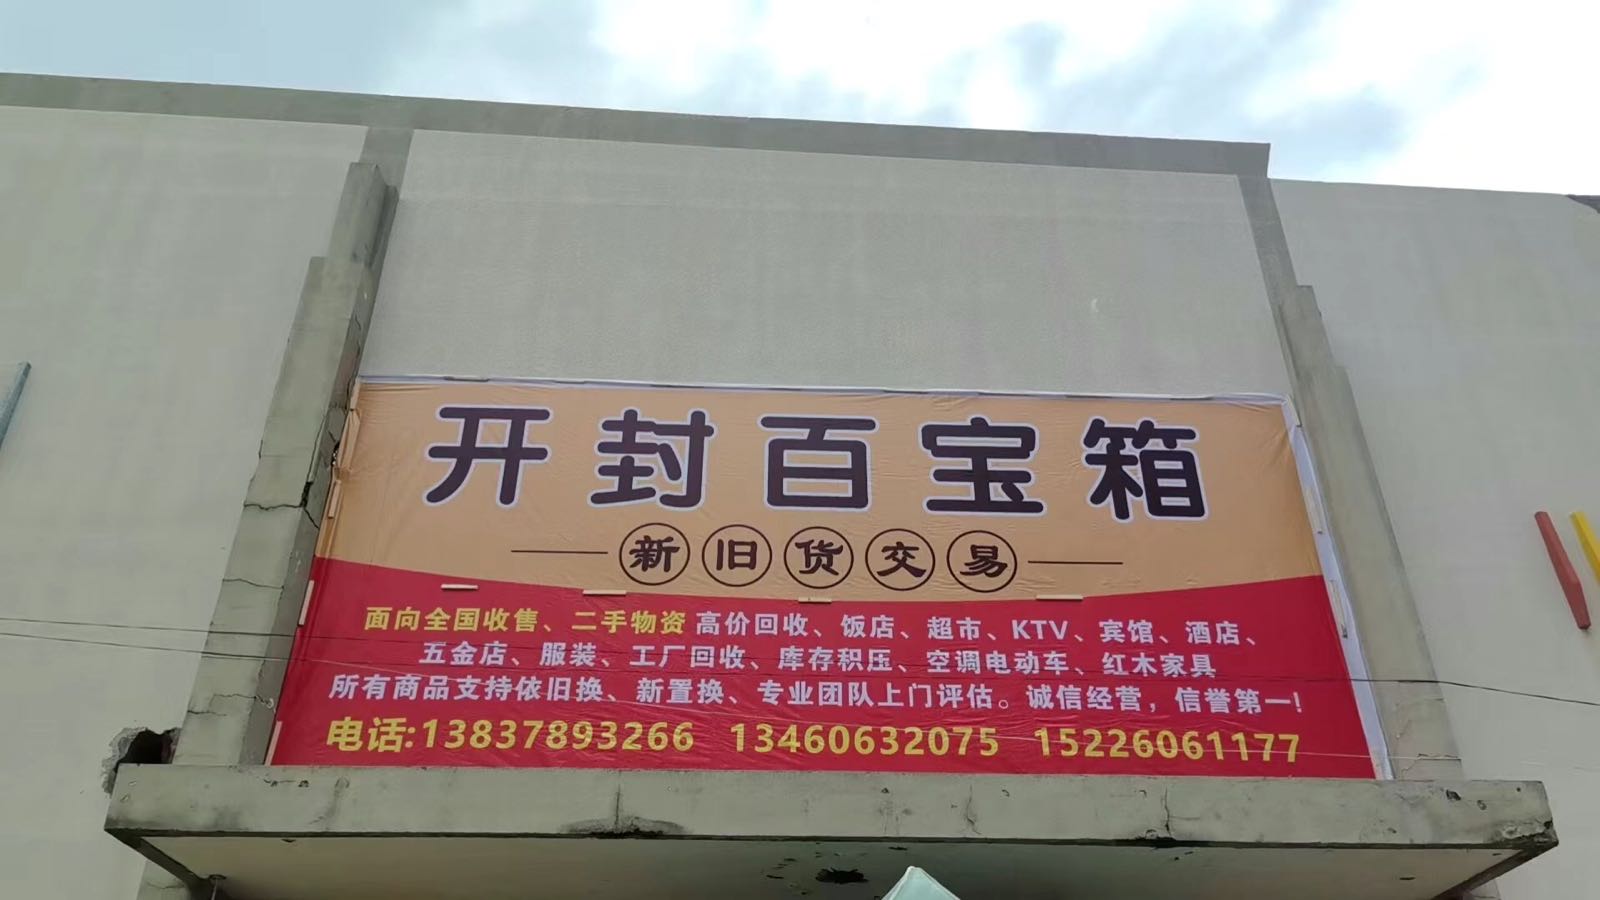 开封百宝箱
新旧货交易
面向全国收售、二手物资 高价回收、饭店、超市、KTV、宾馆、酒店、
五金店、服装、工厂回收、库存积压、空调电动车、红木家具
所有商品支持依旧换、新置换、专业团队上门评估。诚信经营，信誉第一！
电话:13837893266 13460632075 15226061177